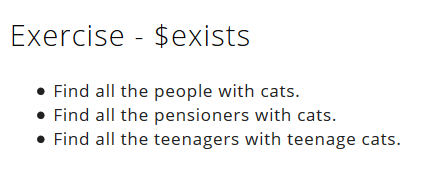 Exercise - $exists
• Find all the people with cats.
• Find all the pensioners with cats.
• Find all the teenagers with teenage cats.